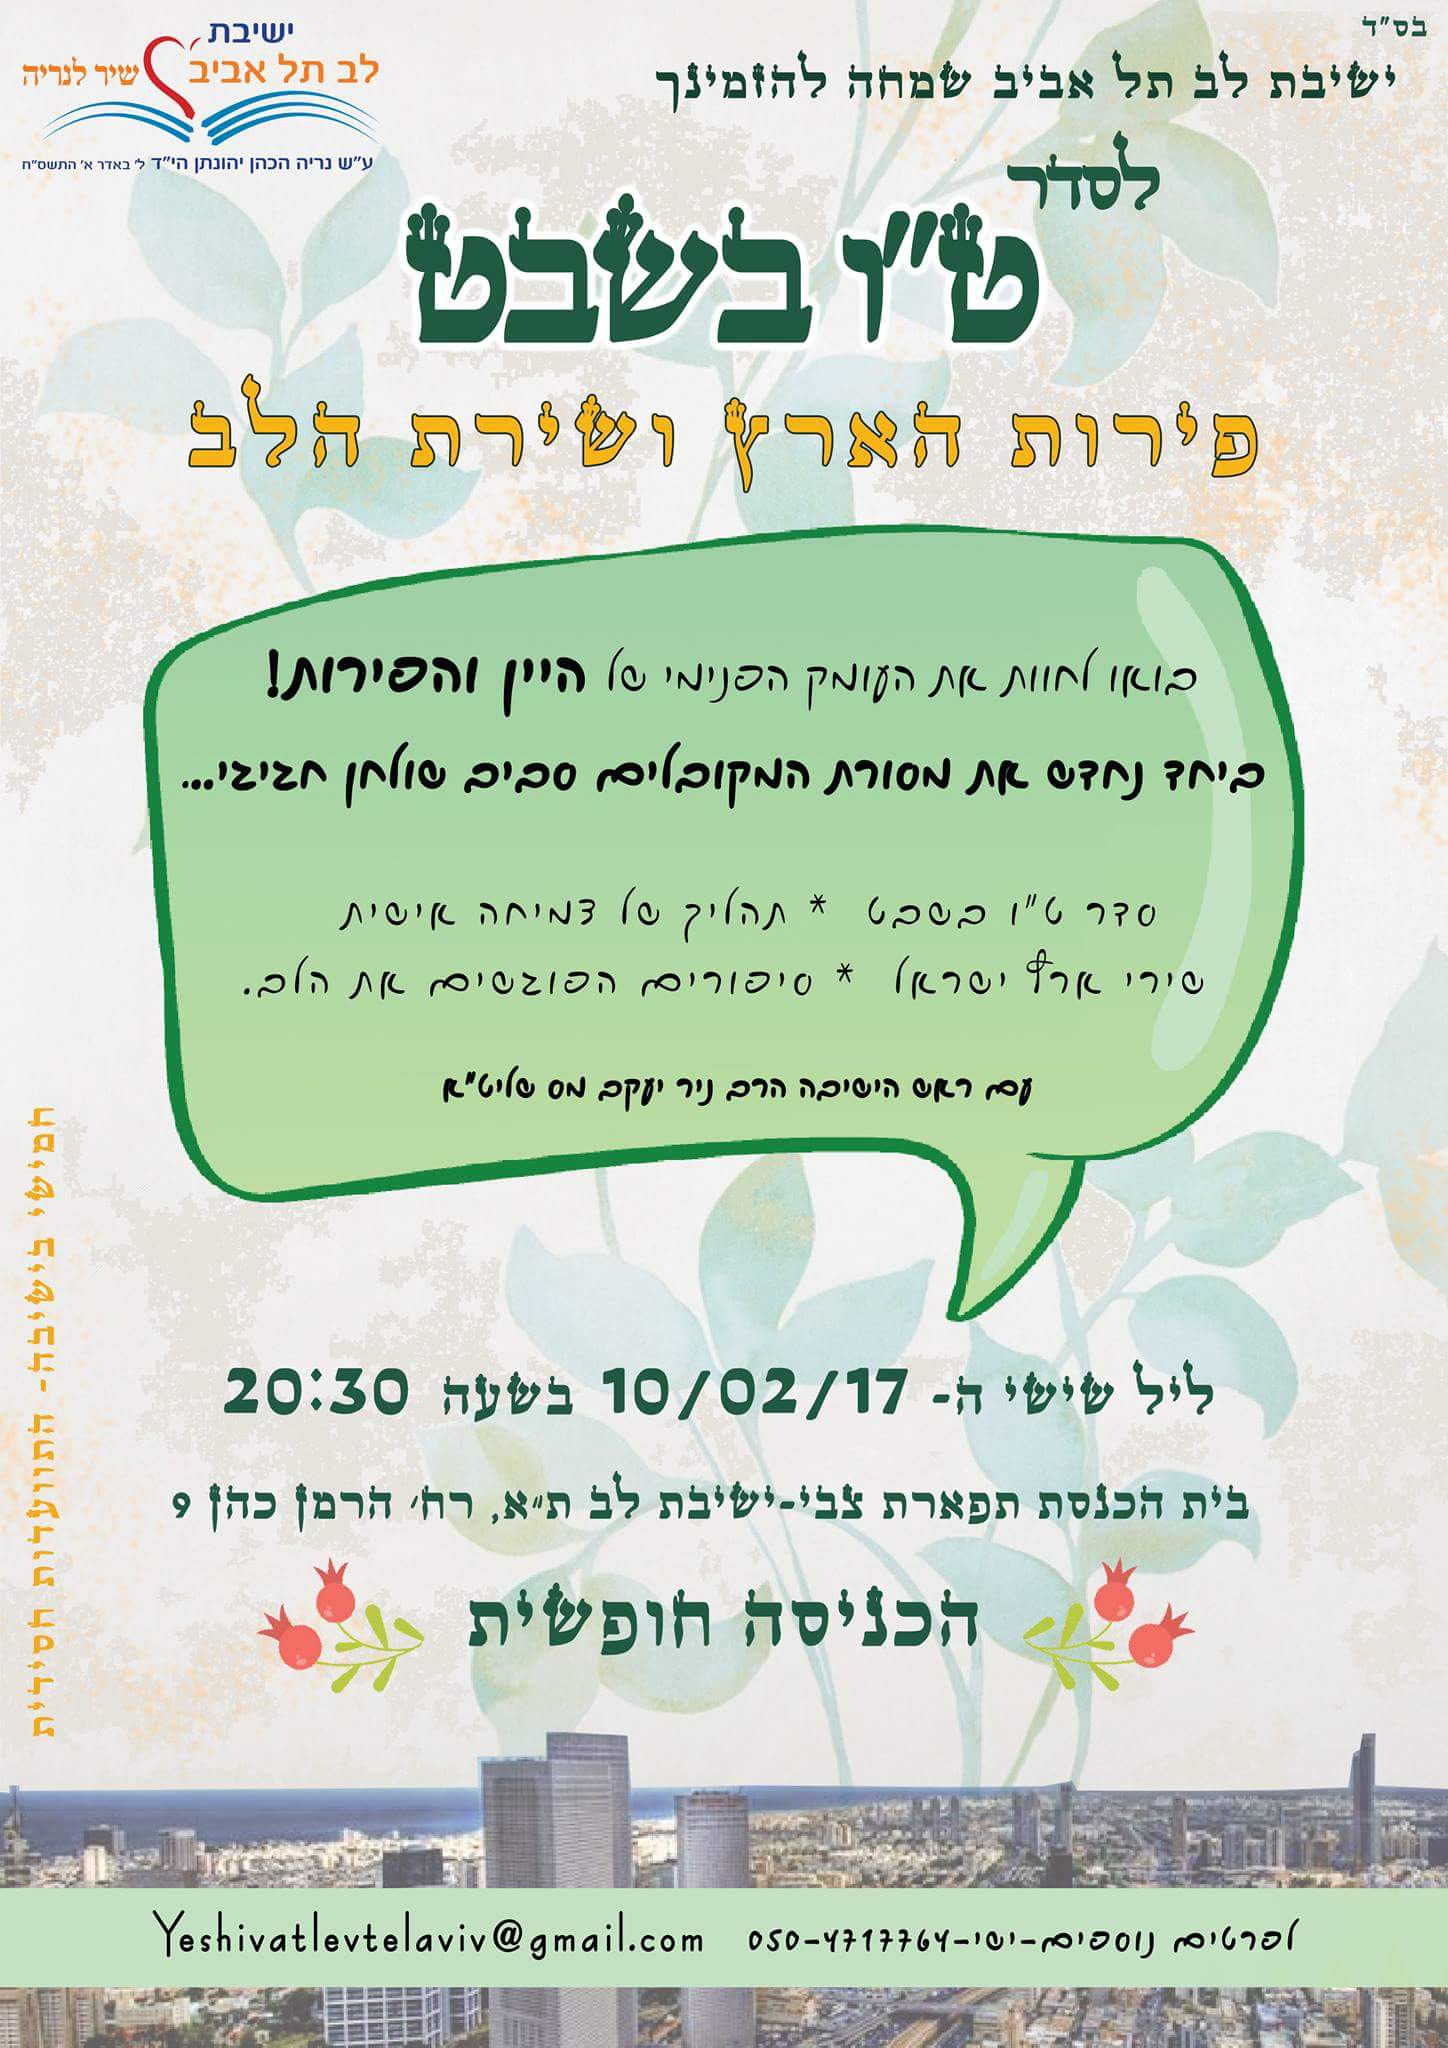 בס"ד
ישיבת
לב תל אביב שיר לנריה
ע"ש נריה הכהן יהונתן הי"ד ל' באדר א' התשס"ח
ישיבת לב תל אביב שמחה להזמינך
לסדר
ט"ו בשבט
פירות הארץ ושירת הלב
בואו לחוות את העומק הפנימי של היין והפירות!
ביחד נחדש את מסורת המקובלים סביב שולחן חגיגי...
סדר ט"ו בשבט * תהליך של צמיחה אישית
שירי ארץ ישראל * סיפורים הפוגשים את הלב.
עם ראש הישיבה הרב ניר יעקב מס שליט"א
ליל שישי ה- 10/02/17 בשעה 20:30
בית הכנסת תפארת צבי-ישיבת לב ת"א, רח' הרמן כהן 9
הכניסה חופשית
חמישי בישיבה- התוועדות חסידית
לפרטים נוספים-ישי-050-4717764 Yeshivatlevtelaviv@gmail.com